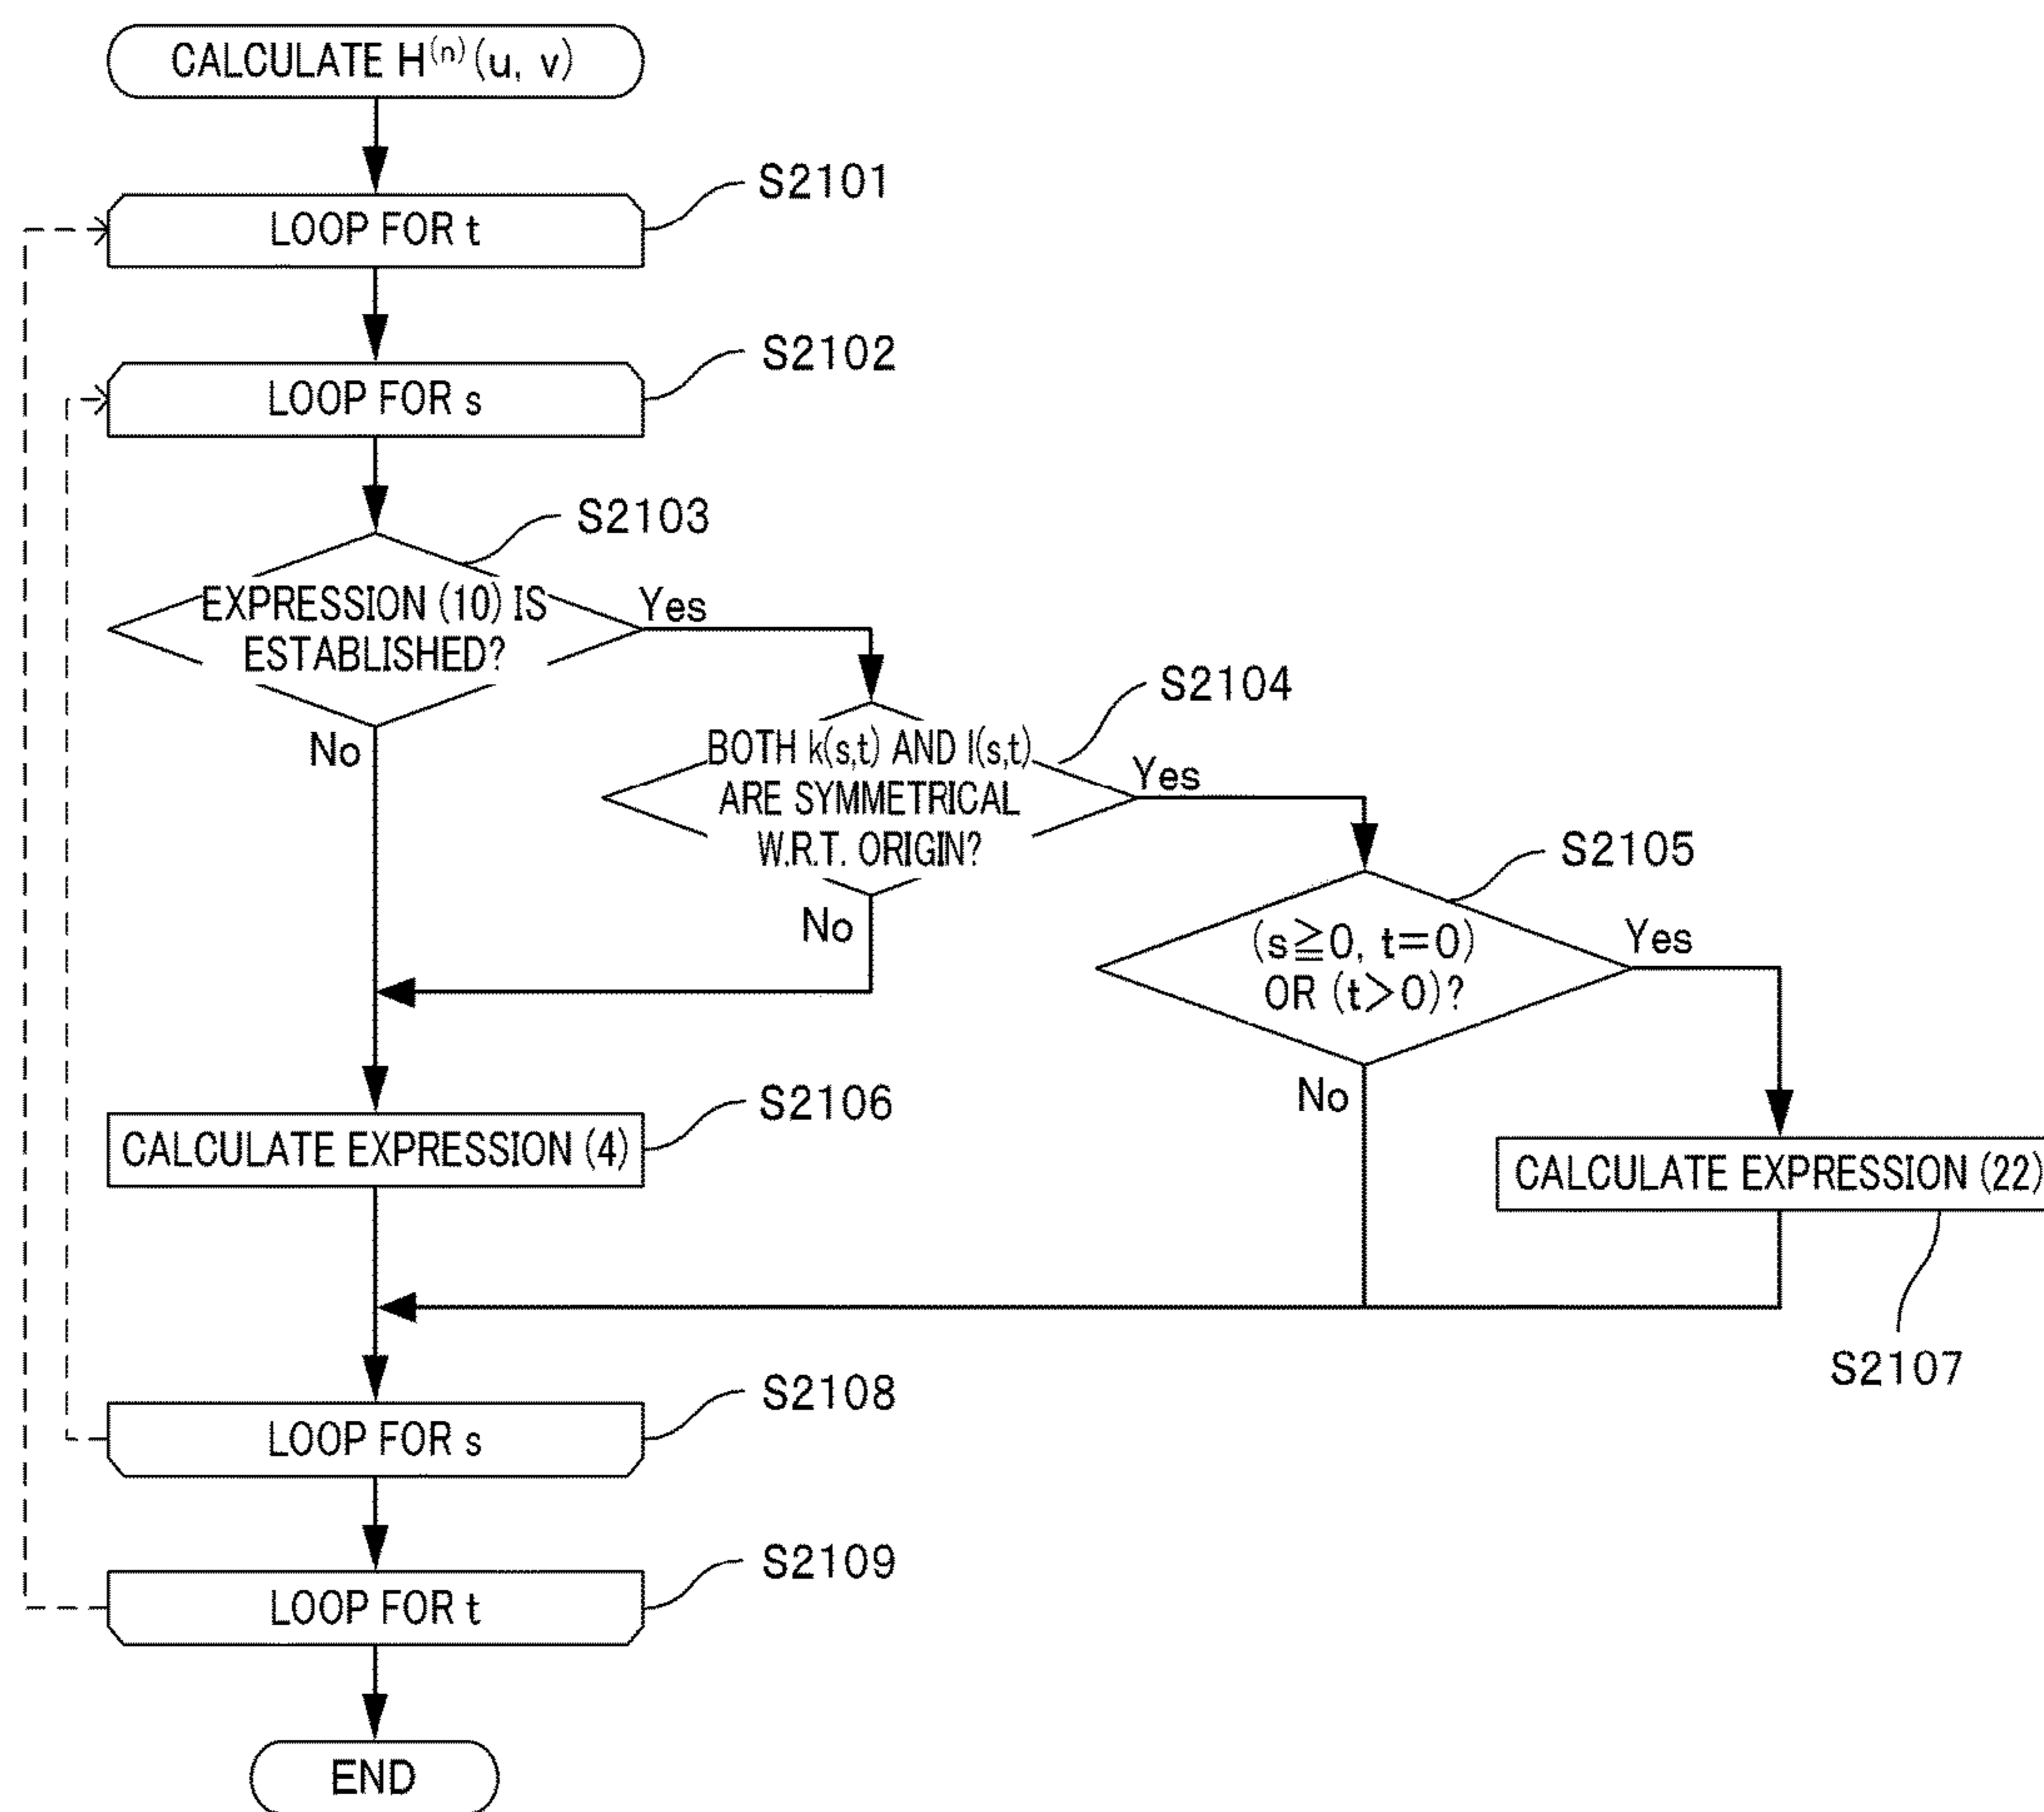 CALCULATE H⁽ⁿ⁾(u, v)
S2101
LOOP FOR t
S2102
LOOP FOR s
S2103
EXPRESSION (10) IS
ESTABLISHED?
Yes
No
S2104
BOTH k(s,t) AND l(s,t)
ARE SYMMETRICAL
W.R.T. ORIGIN?
Yes
No
S2105
(s≧0, t=0)
OR (t>0)?
Yes
No
S2106
CALCULATE EXPRESSION (4)
CALCULATE EXPRESSION (22)
S2107
S2108
LOOP FOR s
S2109
LOOP FOR t
END